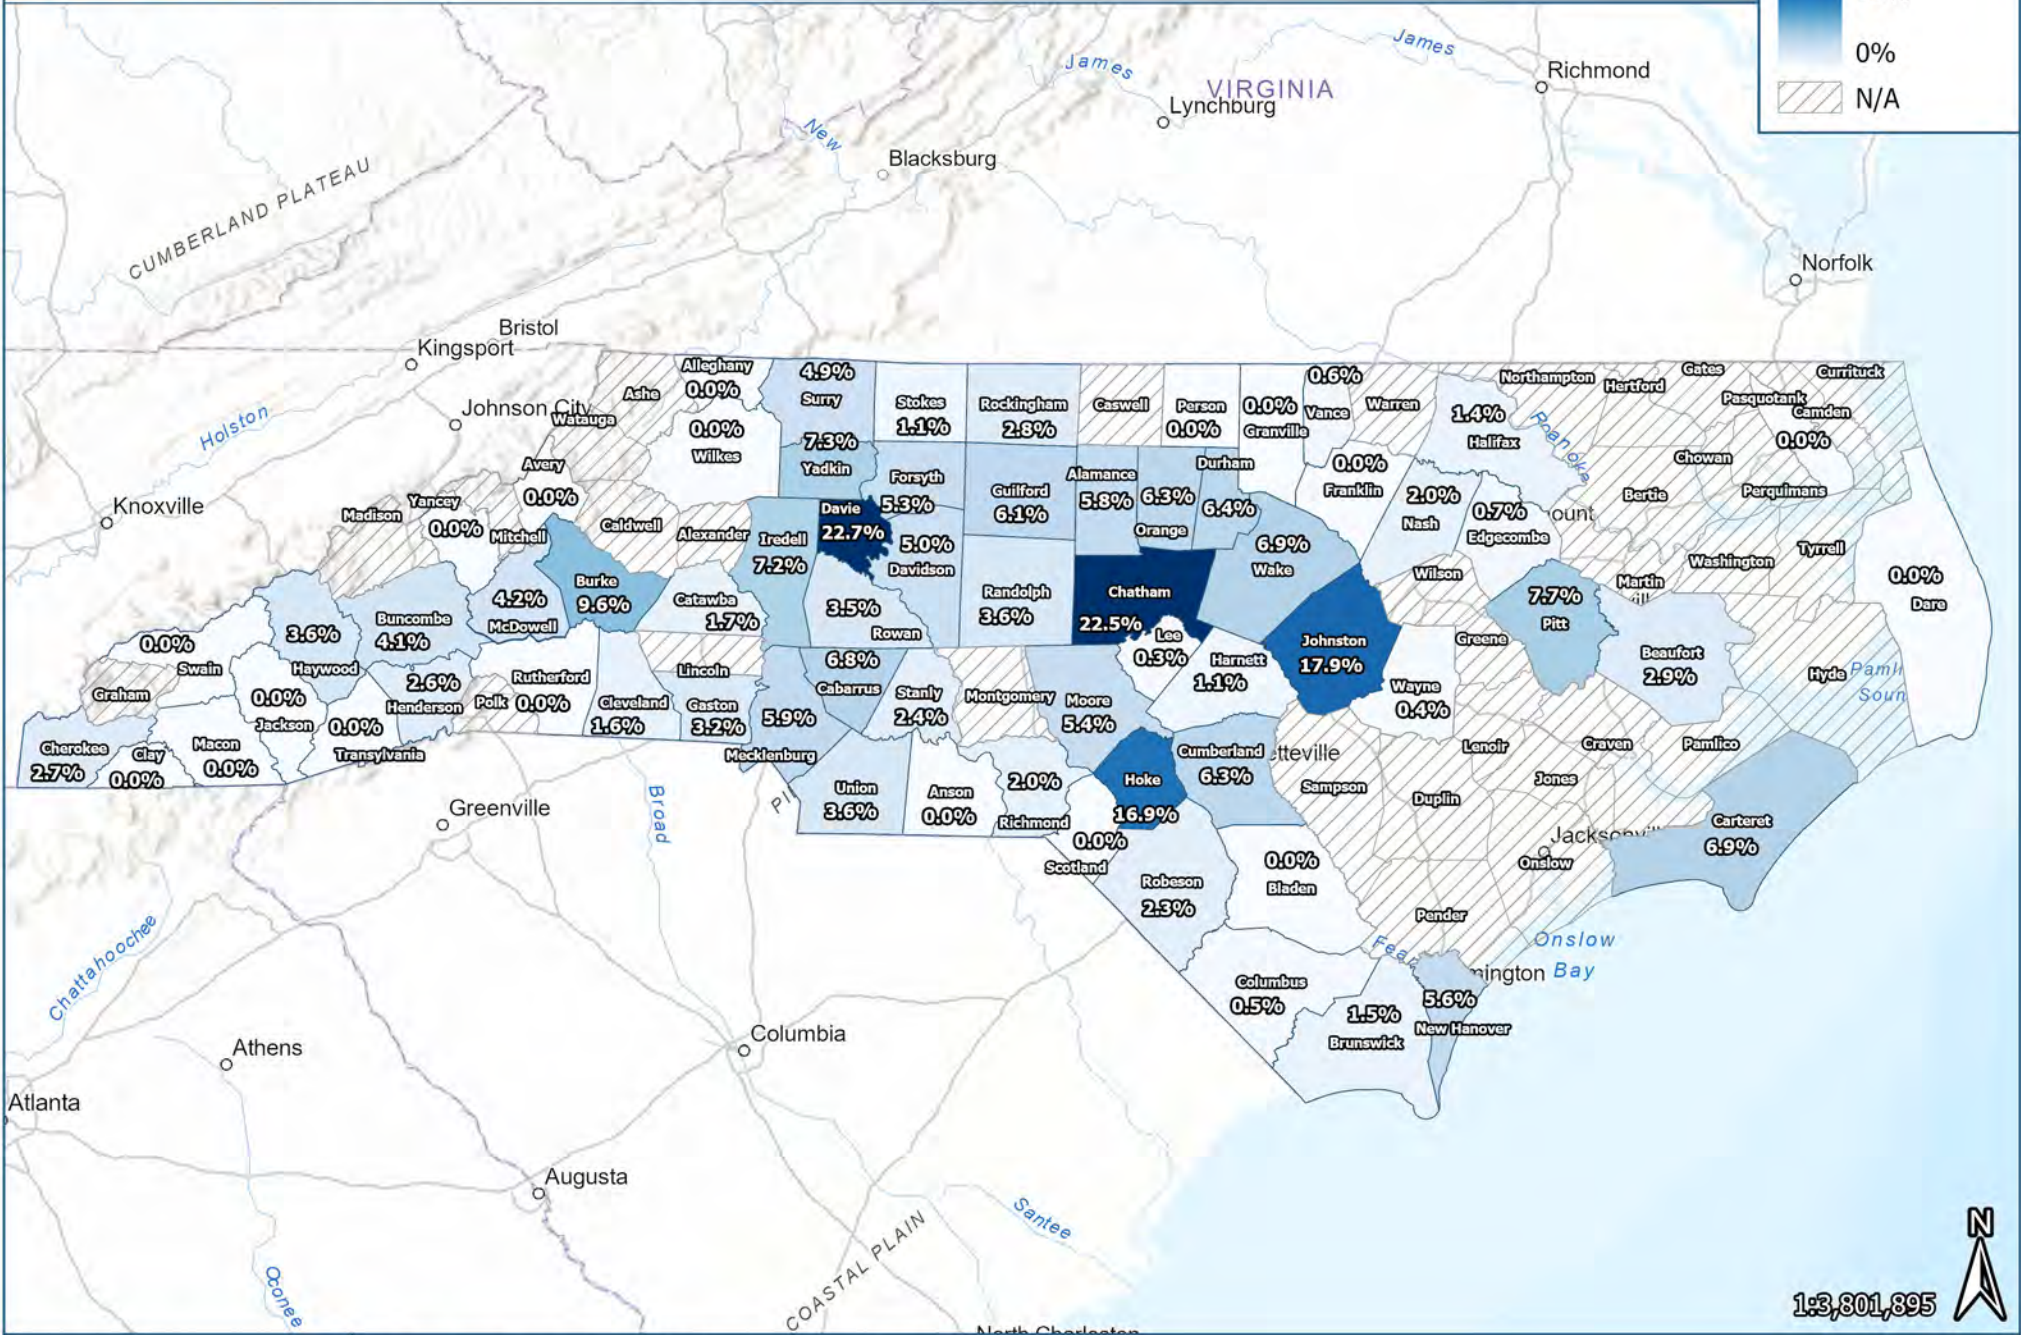 0%
N/A
James
James
Richmond
VIRGINIA
Lynchburg
New
Blacksburg
CUMBERLAND PLATEAU
Norfolk
Bristol
Kingsport
Johnson City
Holston
Knoxville
Alleghany
0.0%
Ashe
Watauga
4.9%
Surry
Stokes
1.1%
Rockingham
2.8%
Caswell
Person
0.0%
0.0%
Granville
0.6%
Vance
Warren
Northampton
Hertford
Gates
Currituck
Pasquotank
Camden
0.0%
1.4%
Halifax
Roanoke
Chowan
Perquimans
Bertie
0.0%
Wilkes
7.3%
Yadkin
Forsyth
5.3%
Guilford
6.1%
Alamance
5.8%
6.3%
Orange
Durham
6.4%
0.0%
Franklin
2.0%
Nash
0.7%
Edgecombe
ount
Avery
0.0%
Yancey
0.0%
Mitchell
Madison
Caldwell
Alexander
Iredell
7.2%
Davie
22.7%
5.0%
Davidson
Randolph
3.6%
Chatham
22.5%
6.9%
Wake
Wilson
Martin
ville
Washington
Tyrrell
0.0%
Dare
Burke
9.6%
4.2%
McDowell
Catawba
1.7%
3.5%
Rowan
Lee
0.3%
Harnett
1.1%
Johnston
17.9%
Greene
7.7%
Pitt
Beaufort
2.9%
Hyde
Pamli
Soun
Buncombe
4.1%
3.6%
Haywood
0.0%
Swain
Graham
0.0%
Jackson
2.6%
Henderson
Polk
Rutherford
0.0%
Cleveland
1.6%
Lincoln
Gaston
3.2%
5.9%
Mecklenburg
6.8%
Cabarrus
Stanly
2.4%
Montgomery
Moore
5.4%
Wayne
0.4%
Cherokee
2.7%
Clay
0.0%
Macon
0.0%
0.0%
Transylvania
Union
3.6%
Anson
0.0%
2.0%
Richmond
Hoke
16.9%
0.0%
Scotland
Cumberland
6.3%
etteville
Sampson
Duplin
Lenoir
Jones
Craven
Pamlico
Carteret
6.9%
Jacksonvill
Onslow
Greenville
Broad
PI
Robeson
2.3%
0.0%
Bladen
Pender
Fear
Onslow
Bay
mington
Columbus
0.5%
1.5%
Brunswick
5.6%
New Hanover
Chattahoochee
Athens
Columbia
Atlanta
Augusta
Santee
Oconee
COASTAL PLAIN
North Charleston
N
1:3,801,895